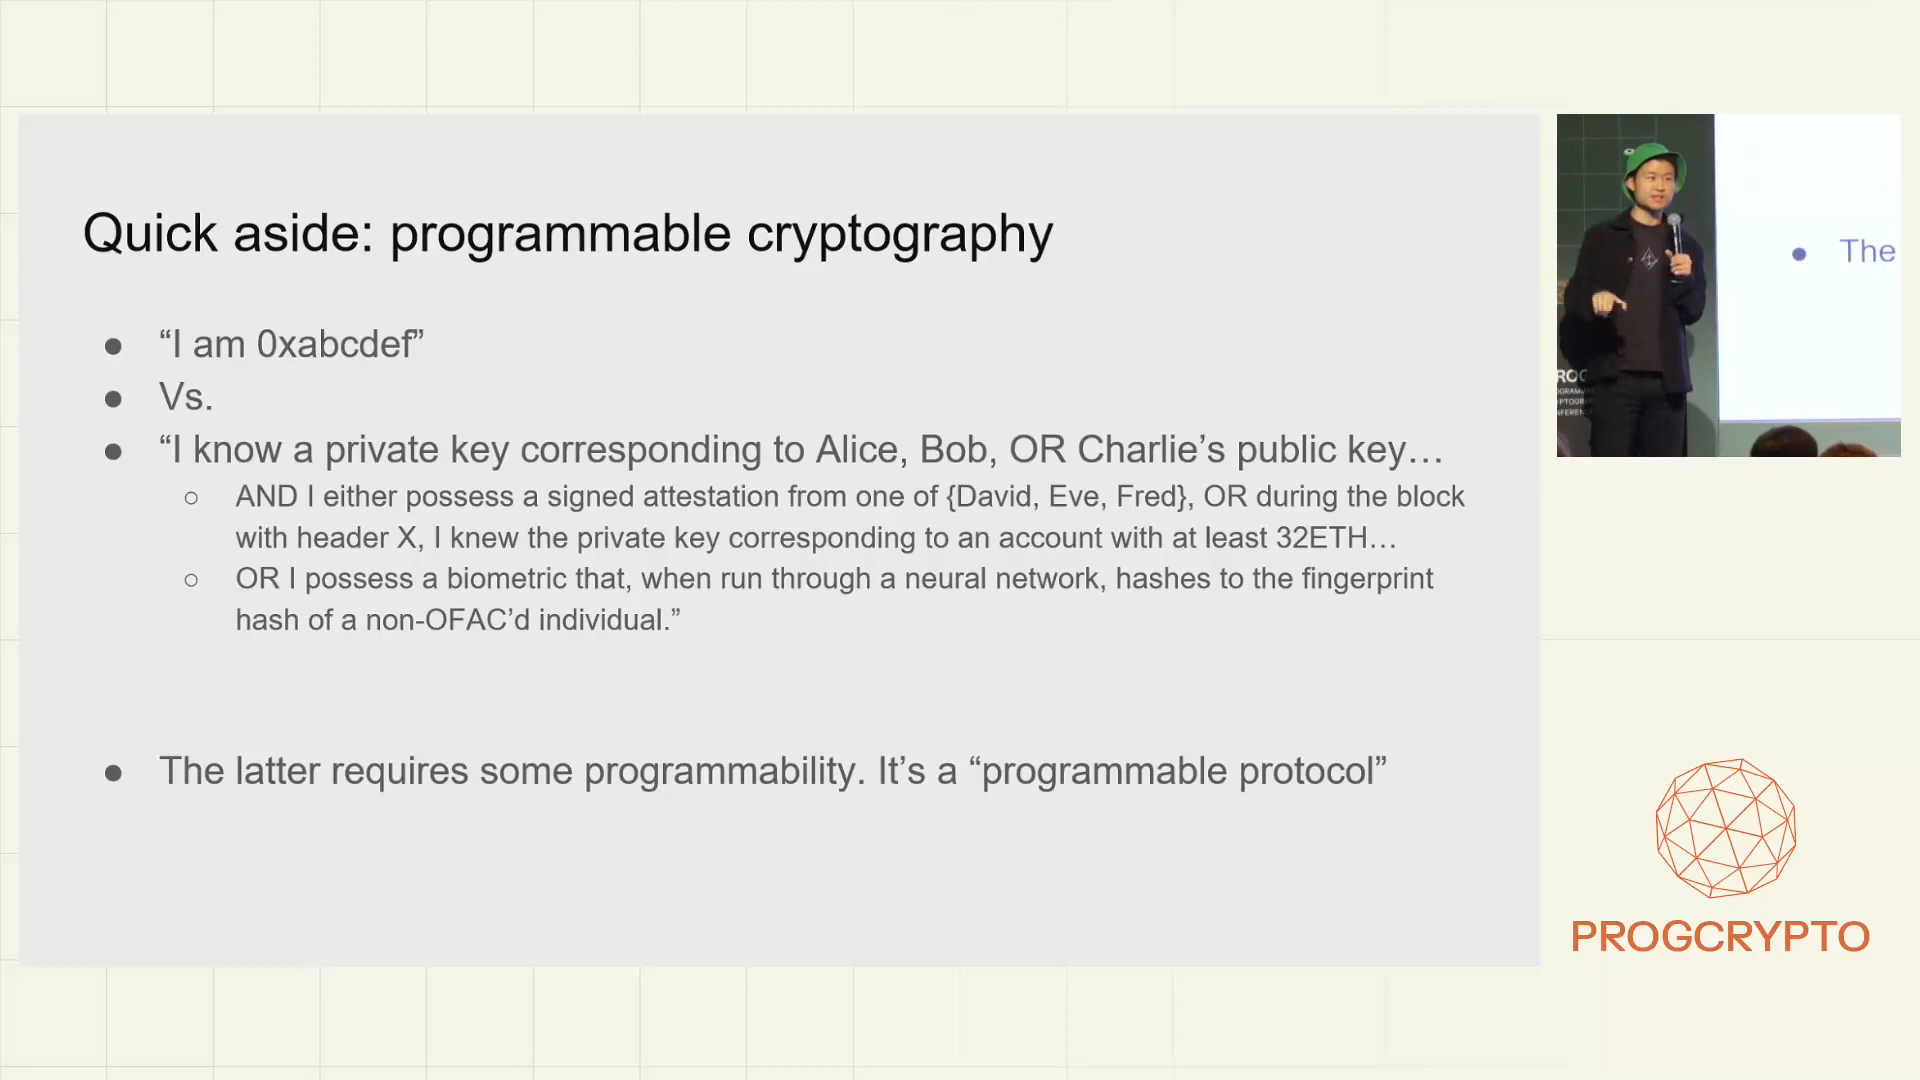 Quick aside: programmable cryptography
● “I am 0xabcdef”
● Vs.
● “I know a private key corresponding to Alice, Bob, OR Charlie’s public key…
○ AND I either possess a signed attestation from one of {David, Eve, Fred}, OR during the block
with header X, I knew the private key corresponding to an account with at least 32ETH…
○ OR I possess a biometric that, when run through a neural network, hashes to the fingerprint
hash of a non-OFAC’d individual.”
● The latter requires some programmability. It’s a “programmable protocol”
● The
PROGCRYPTO